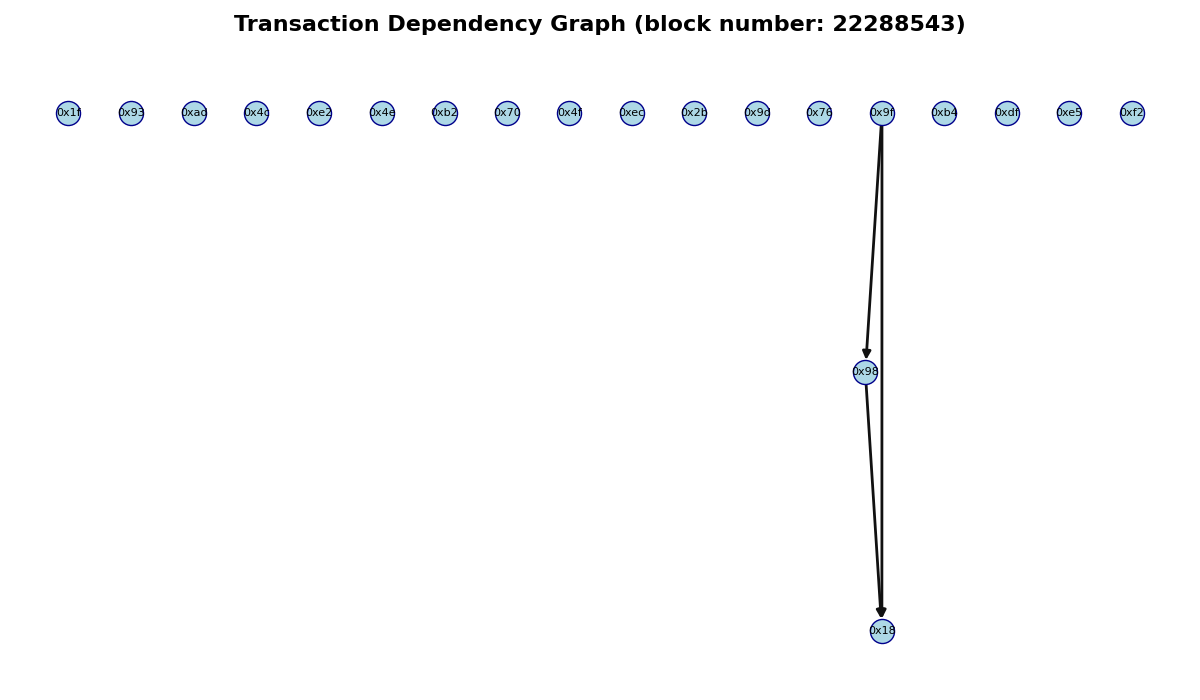 Transaction Dependency Graph (block number: 22288543)
0x1f 0x93 0xad 0x4c 0xe2 0x4e 0xb2 0x70 0x4f 0xec 0x2b 0x9d 0x76 0x9f 0xb4 0xdf 0xe5 0xf2
0x98
0x18